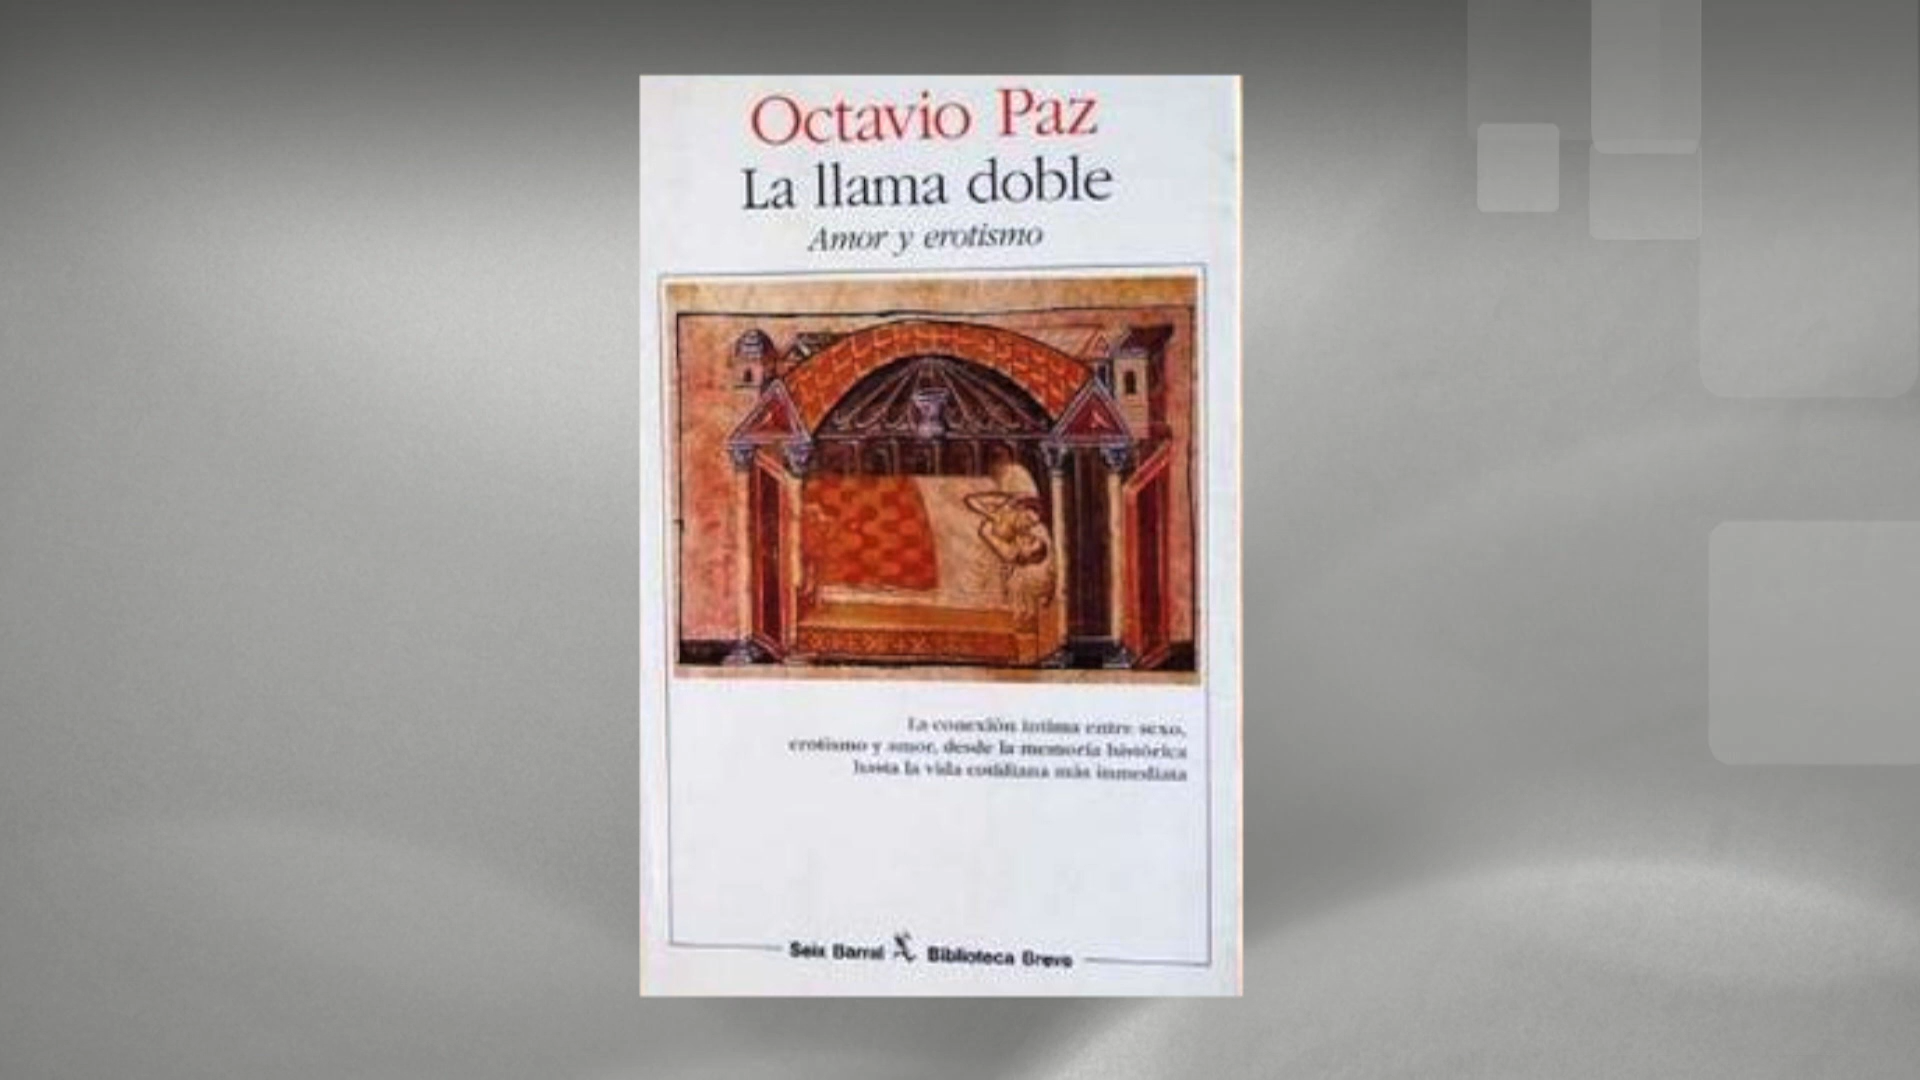 Octavio Paz
La llama doble
Amor y erotismo
La conexión íntima entre sexo,
erotismo y amor, desde la memoria histórica
hasta la vida cotidiana más inmediata
Seix Barral Biblioteca Breve